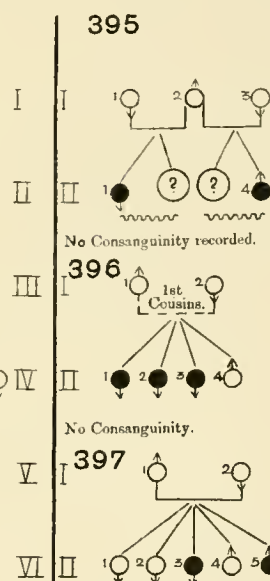 395
I I 1 2 3
II II 1 ? ? 4
No Consanguinity recorded.
396
III I 1 2
1st
Cousins.
IV II 1 2 3 4
No Consanguinity.
397
V I 1 2
VI II 1 2 3 4 5